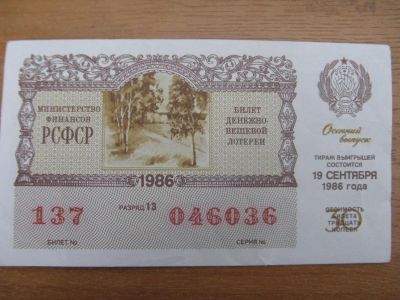 МИНИСТЕРСТВО
ФИНАНСОВ
РСФСР
БИЛЕТ
ДЕНЕЖНО-
ВЕЩЕВОЙ
ЛОТЕРЕИ
1986
137
РАЗРЯД 13
046036
БИЛЕТ №
СЕРИЯ №
Осенний
выпуск
ТИРАЖ ВЫИГРЫШЕЙ
СОСТОИТСЯ
19 СЕНТЯБРЯ
1986 года
30
СТОИМОСТЬ
БИЛЕТА
ТРИДЦАТЬ
КОПЕЕК